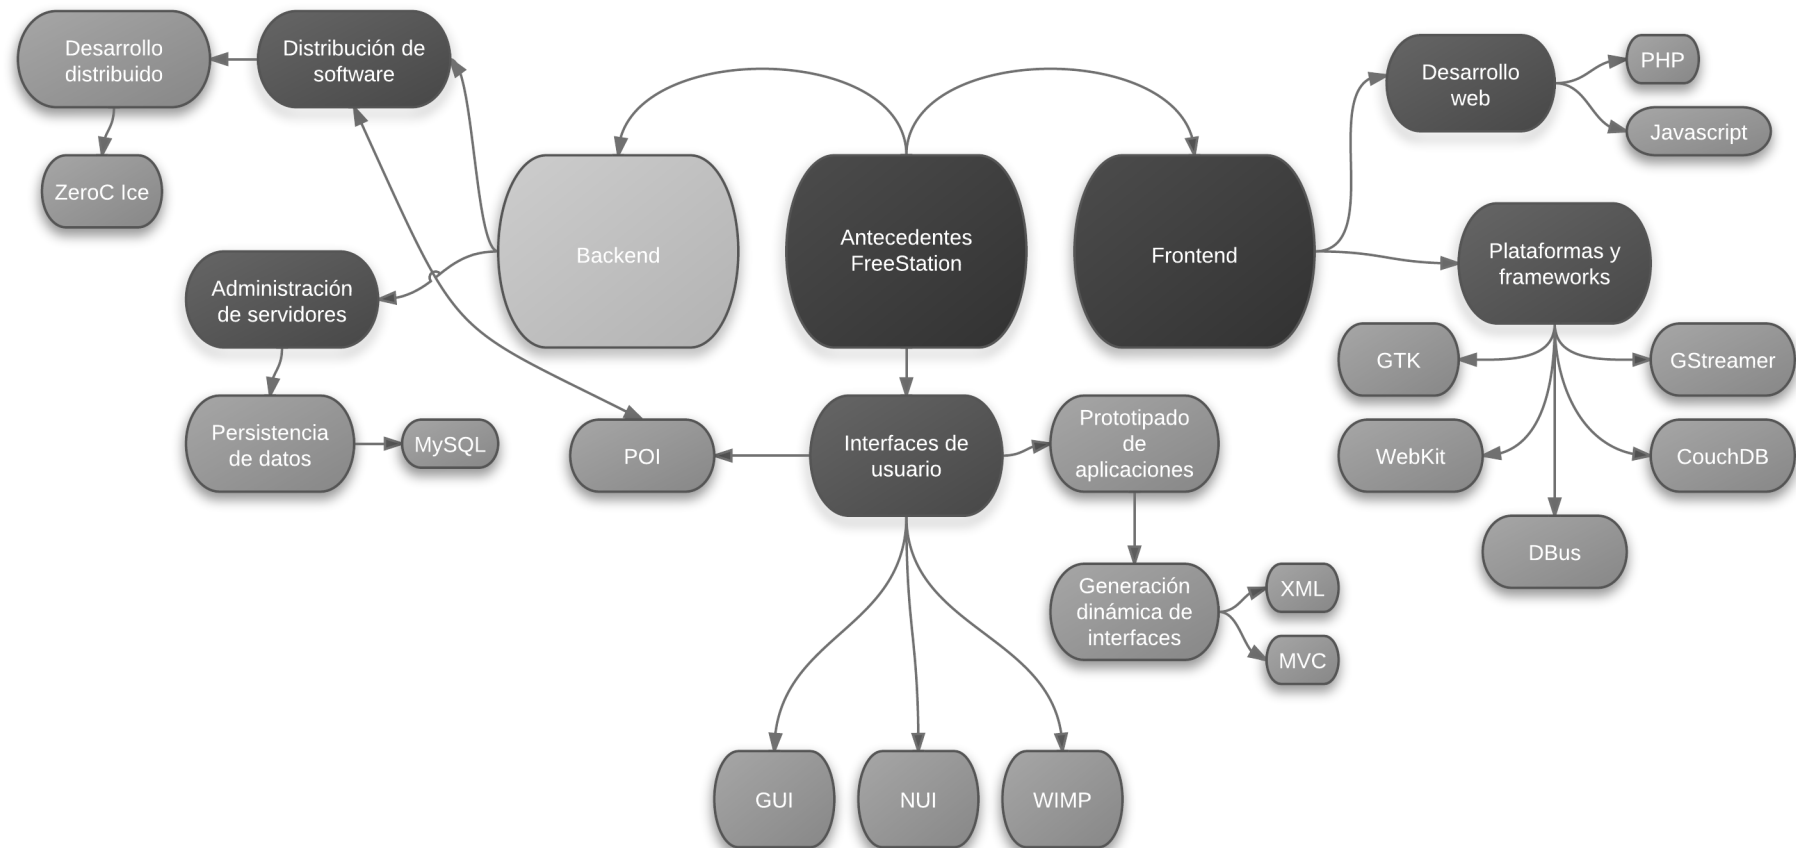 Desarrollo
distribuido
Distribución de
software
Desarrollo
web
PHP
Javascript
ZeroC Ice
Backend
Antecedentes
FreeStation
Frontend
Plataformas y
frameworks
Administración
de servidores
GTK
GStreamer
Persistencia
de datos
MySQL
POI
Interfaces de
usuario
Prototipado
de
aplicaciones
WebKit
CouchDB
DBus
Generación
dinámica de
interfaces
XML
MVC
GUI
NUI
WIMP